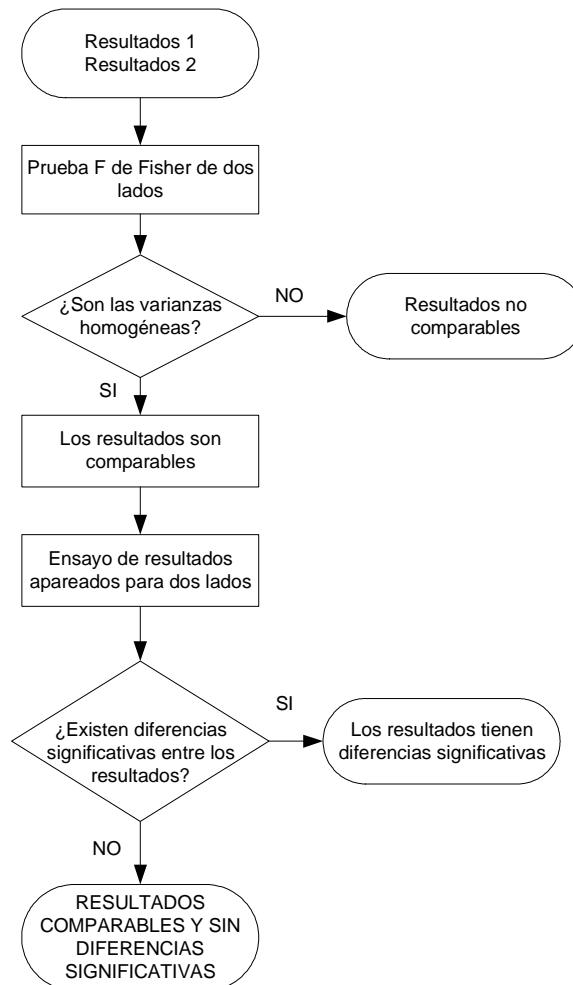 Resultados 1
Resultados 2
Prueba F de Fisher de dos
lados
¿Son las varianzas
homogéneas?
NO
Resultados no
comparables
SI
Los resultados son
comparables
Ensayo de resultados
apareados para dos lados
¿Existen diferencias
significativas entre los
resultados?
SI
Los resultados tienen
diferencias significativas
NO
RESULTADOS
COMPARABLES Y SIN
DIFERENCIAS
SIGNIFICATIVAS